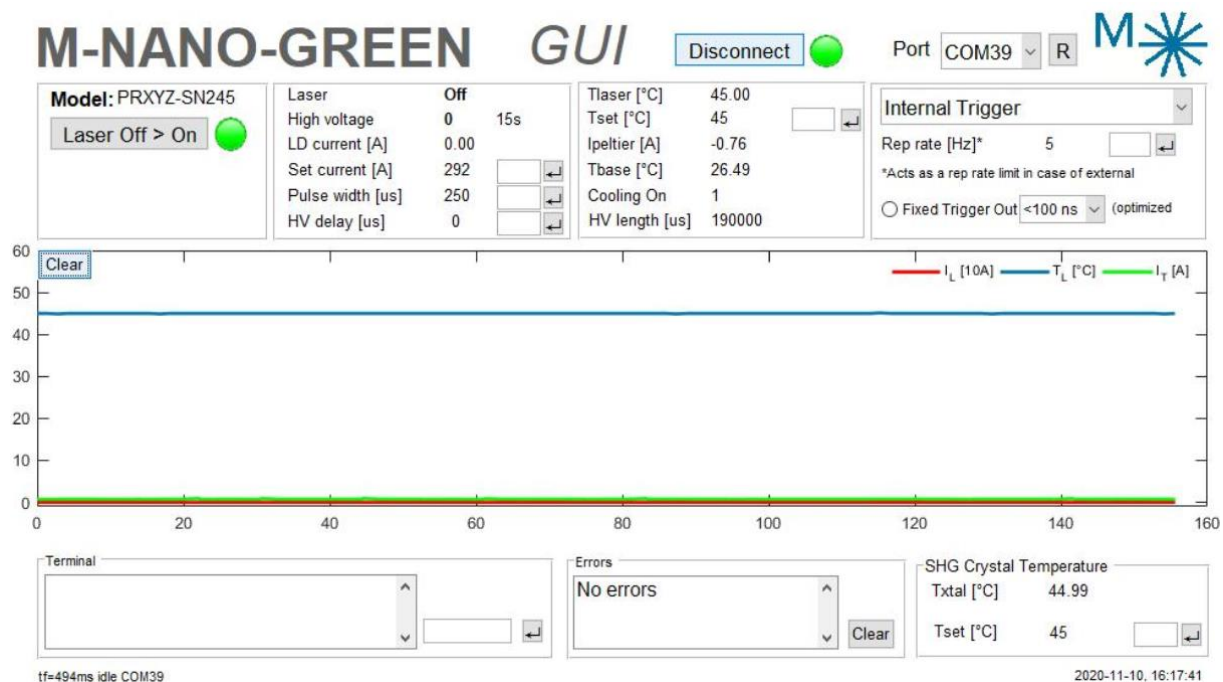 M-NANO-GREEN GUI Disconnect Port COM39 R M
Model: PRXYZ-SN245
Laser Off > On
Laser Off
High voltage 0 15s
LD current [A] 0.00
Set current [A] 292
Pulse width [us] 250
HV delay [us] 0
Tlaser [°C] 45.00
Tset [°C] 45
Ipeltier [A] -0.76
Tbase [°C] 26.49
Cooling On 1
HV length [us] 190000
Internal Trigger
Rep rate [Hz]* 5
*Acts as a rep rate limit in case of external
Fixed Trigger Out <100 ns (optimized
Clear
I_L [10A] T_L [°C] I_T [A]
60
50
40
30
20
10
0
0 20 40 60 80 100 120 140 160
Terminal
Errors
No errors
Clear
SHG Crystal Temperature
Txtal [°C] 44.99
Tset [°C] 45
tf=494ms idle COM39
2020-11-10, 16:17:41